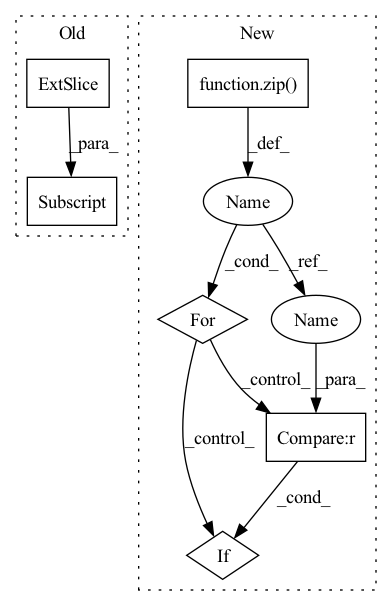 Old
New
ExtSlice
function.zip()
_para_
_def_
Subscript
Name
_cond_
_ref_
For
Name
_control_
_para_
_control_
Compare:r
_cond_
If